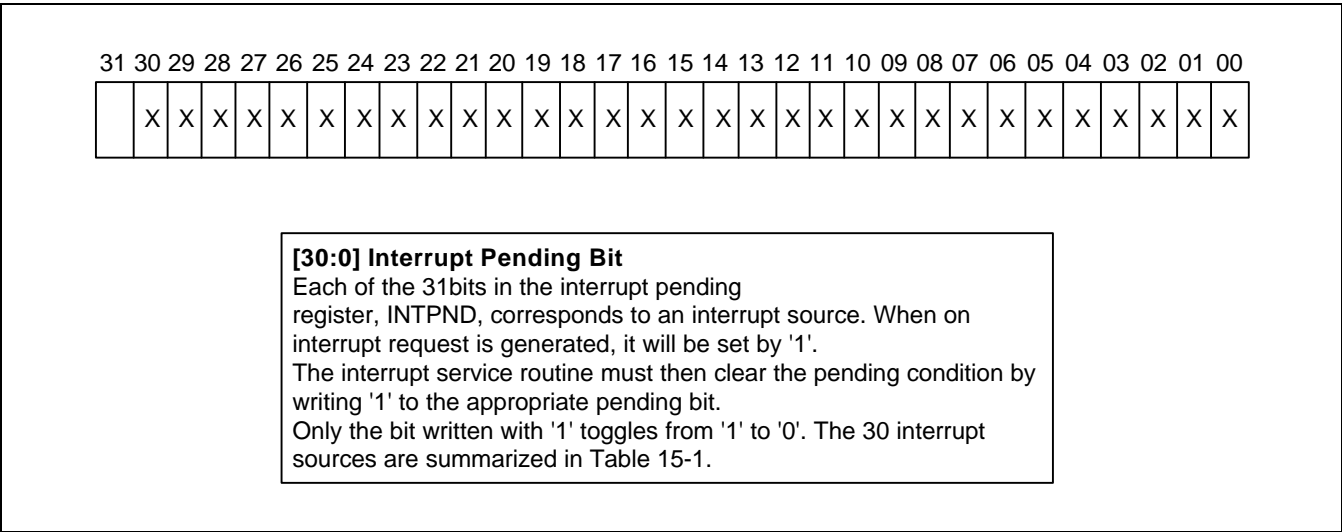 31 30 29 28 27 26 25 24 23 22 21 20 19 18 17 16 15 14 13 12 11 10 09 08 07 06 05 04 03 02 01 00
X X X X X X X X X X X X X X X X X X X X X X X X X X X X X X X
[30:0] Interrupt Pending Bit
Each of the 31bits in the interrupt pending
register, INTPND, corresponds to an interrupt source. When on
interrupt request is generated, it will be set by '1'.
The interrupt service routine must then clear the pending condition by
writing '1' to the appropriate pending bit.
Only the bit written with '1' toggles from '1' to '0'. The 30 interrupt
sources are summarized in Table 15-1.